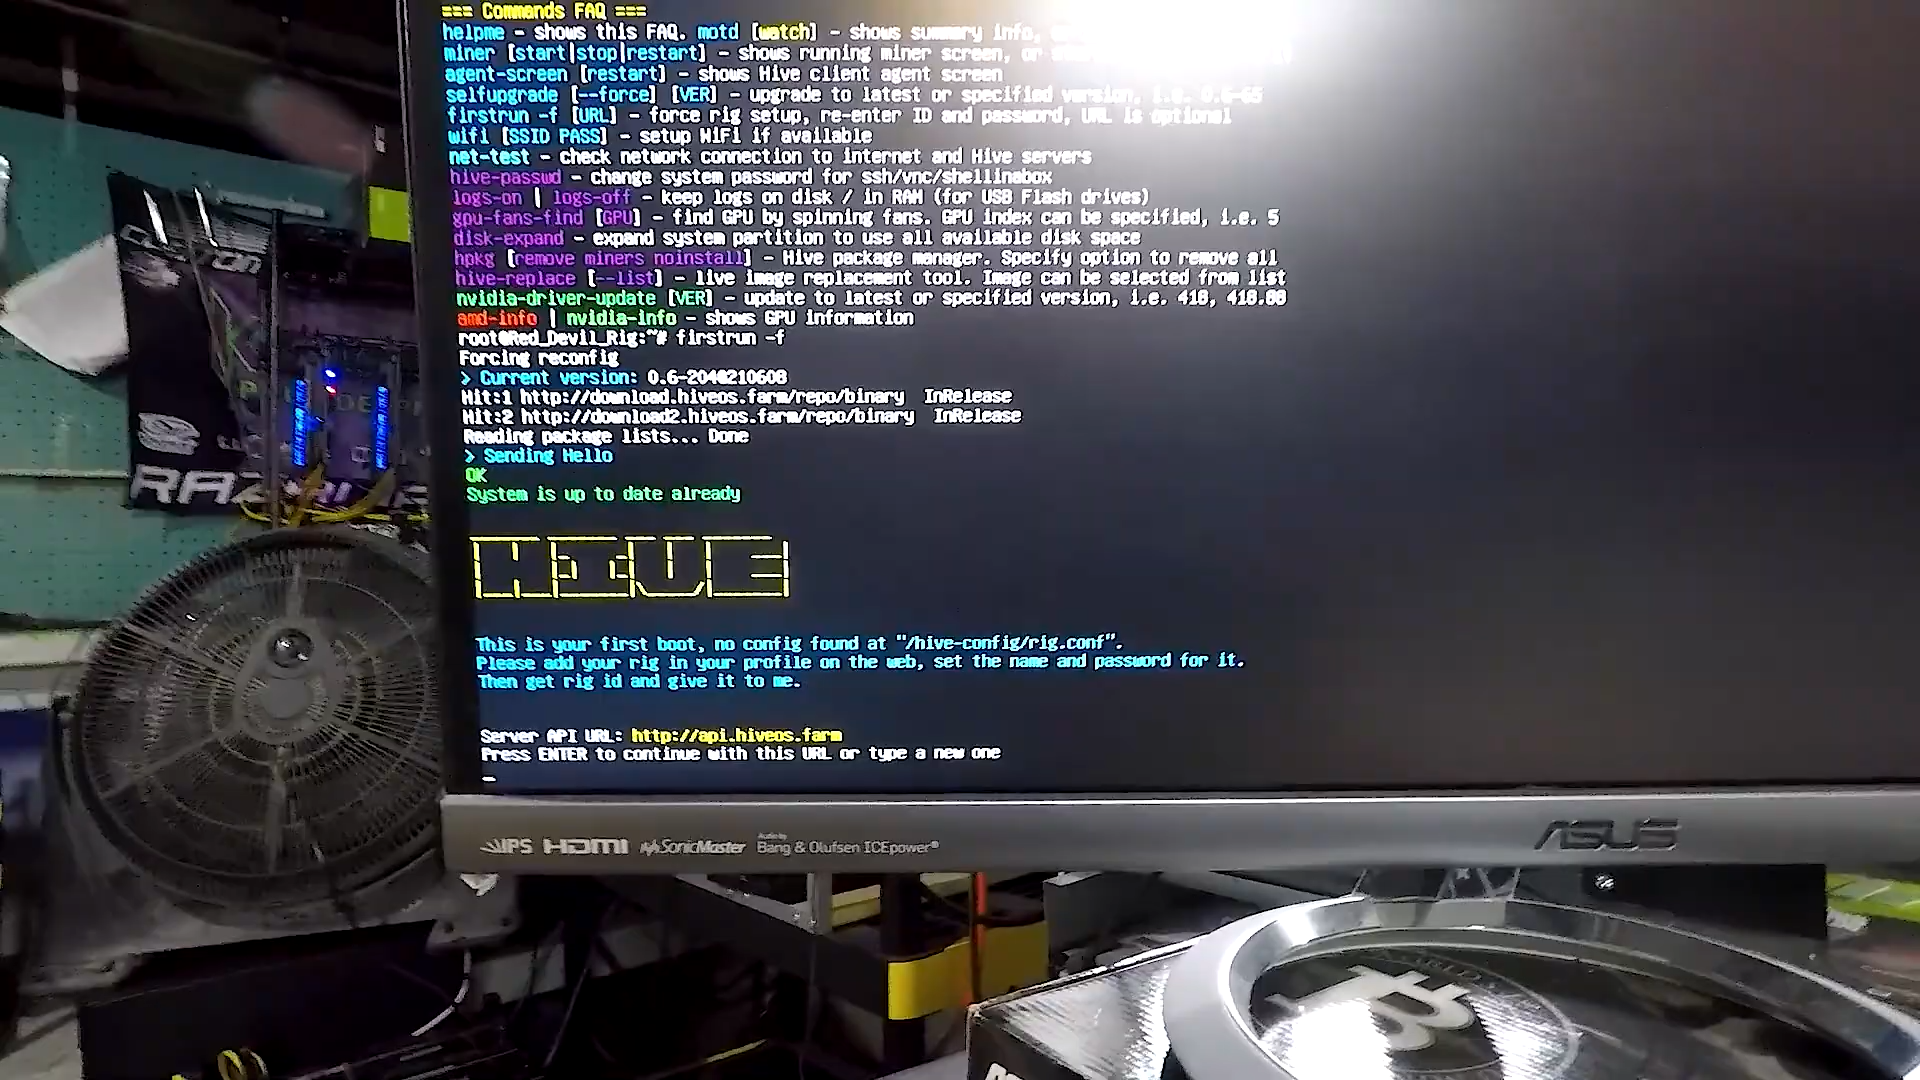 === Commands FAQ ===
helpme - shows this FAQ. motd [watch] - shows summary info,
miner [start|stop|restart] - shows running miner screen, or
agent-screen [restart] - shows Hive client agent screen
selfupgrade [--force] [VER] - upgrade to latest or specified version, i.e. 0.6-65
firstrun -f [URL] - force rig setup, re-enter ID and password, URL is optional
wifi [SSID PASS] - setup WiFi if available
net-test - check network connection to internet and Hive servers
hive-passwd - change system password for ssh/vnc/shellinabox
logs-on | logs-off - keep logs on disk / in RAM (for USB Flash drives)
gpu-fans-find [GPU] - find GPU by spinning fans. GPU index can be specified, i.e. 5
disk-expand - expand system partition to use all available disk space
hpkg [remove miners noinstall] - Hive package manager. Specify option to remove all
hive-replace [--list] - live image replacement tool. Image can be selected from list
nvidia-driver-update [VER] - update to latest or specified version, i.e. 410, 410.80
amd-info | nvidia-info - shows GPU information
root@Red_Devil_Rig:~# firstrun -f
Forcing reconfig
> Current version:
Hit:1 http://download.hiveos.farm/repo/binary  InRelease
Hit:2 http://download2.hiveos.farm/repo/binary  InRelease
Reading package lists... Done
> Sending Hello
OK
System is up to date already
HIVE
This is your first boot, no config found at "/hive-config/rig.conf".
Please add your rig in your profile on the web, set the name and password for it.
Then get rig id and give it to me.
Server API URL: http://api.hiveos.farm
Press ENTER to continue with this URL or type a new one
IPS HDMI SonicMaster Audio by Bang & Olufsen ICEpower®
ASUS